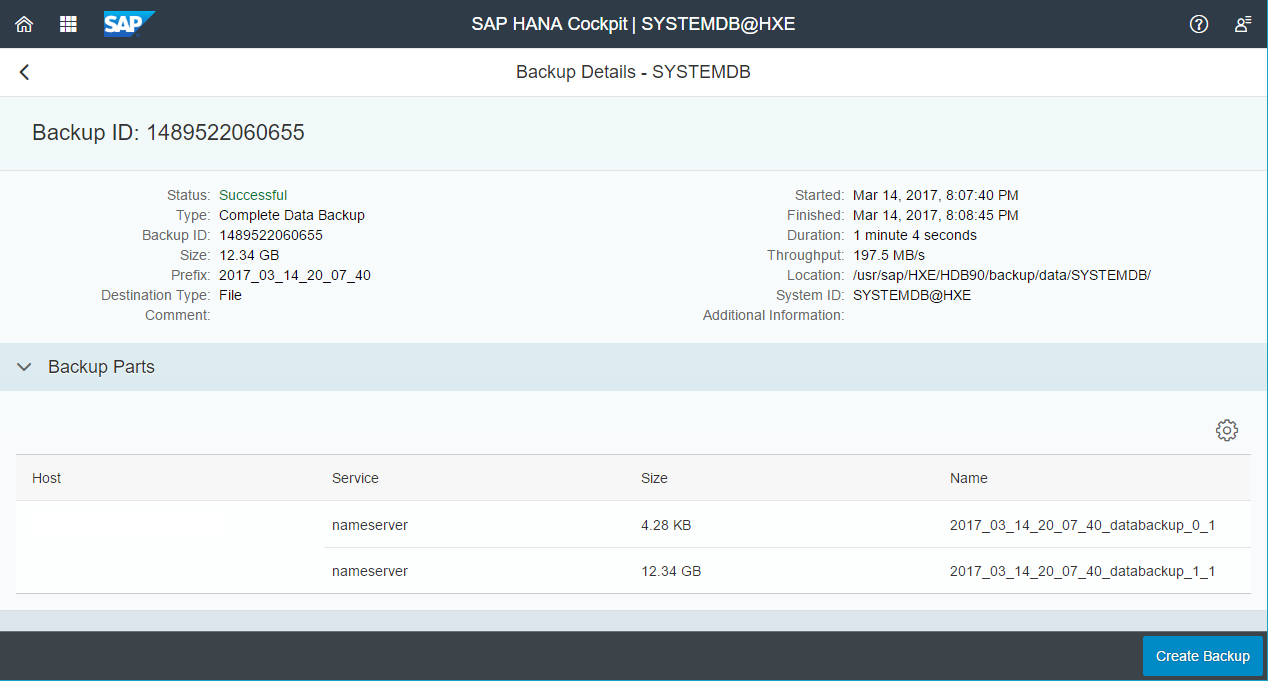 SAP
SAP HANA Cockpit | SYSTEMDB@HXE
Backup Details - SYSTEMDB
Backup ID: 1489522060655
Status: Successful
Type: Complete Data Backup
Backup ID: 1489522060655
Size: 12.34 GB
Prefix: 2017_03_14_20_07_40
Destination Type: File
Comment:
Started: Mar 14, 2017, 8:07:40 PM
Finished: Mar 14, 2017, 8:08:45 PM
Duration: 1 minute 4 seconds
Throughput: 197.5 MB/s
Location: /usr/sap/HXE/HDB90/backup/data/SYSTEMDB/
System ID: SYSTEMDB@HXE
Additional Information:
Backup Parts
Host Service Size Name
nameserver 4.28 KB 2017_03_14_20_07_40_databackup_0_1
nameserver 12.34 GB 2017_03_14_20_07_40_databackup_1_1
Create Backup